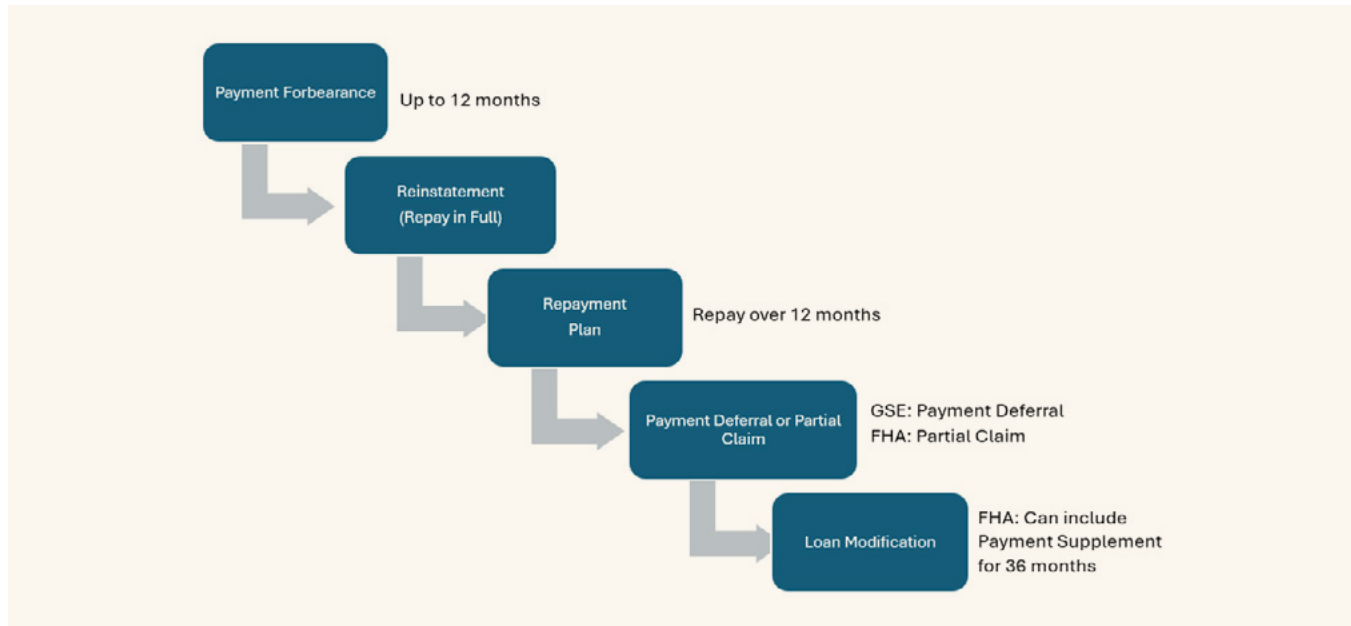 Payment Forbearance
Up to 12 months
Reinstatement
(Repay in Full)
Repayment
Plan
Repay over 12 months
Payment Deferral or Partial
Claim
GSE: Payment Deferral
FHA: Partial Claim
Loan Modification
FHA: Can include
Payment Supplement
for 36 months